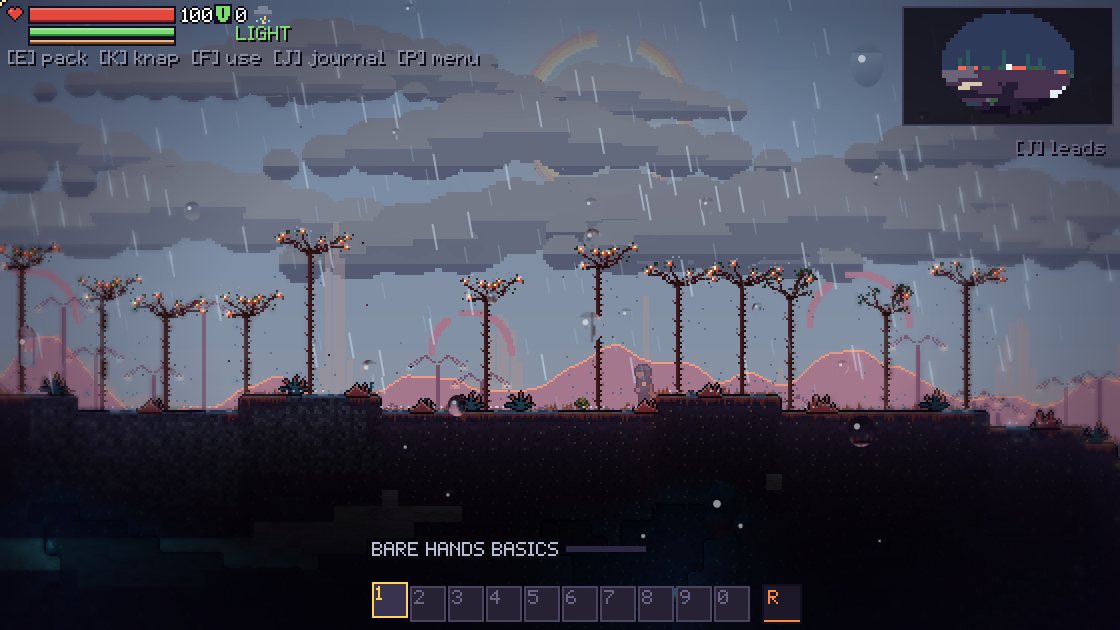 100 0
LIGHT
[E] pack [K] knap [F] use [J] journal [P] menu
[J] leads
BARE HANDS BASICS
1 2 3 4 5 6 7 8 9 0 R